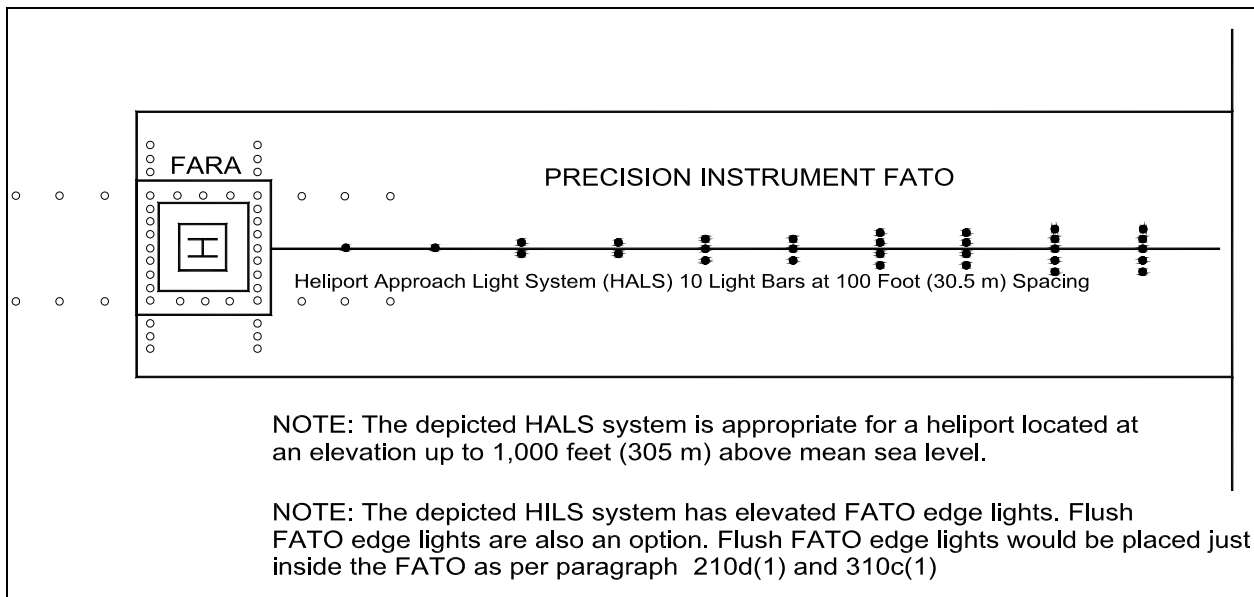 FARA
PRECISION INSTRUMENT FATO
H
Heliport Approach Light System (HALS) 10 Light Bars at 100 Foot (30.5 m) Spacing
NOTE: The depicted HALS system is appropriate for a heliport located at
an elevation up to 1,000 feet (305 m) above mean sea level.
NOTE: The depicted HILS system has elevated FATO edge lights. Flush
FATO edge lights are also an option. Flush FATO edge lights would be placed just
inside the FATO as per paragraph 210d(1) and 310c(1)